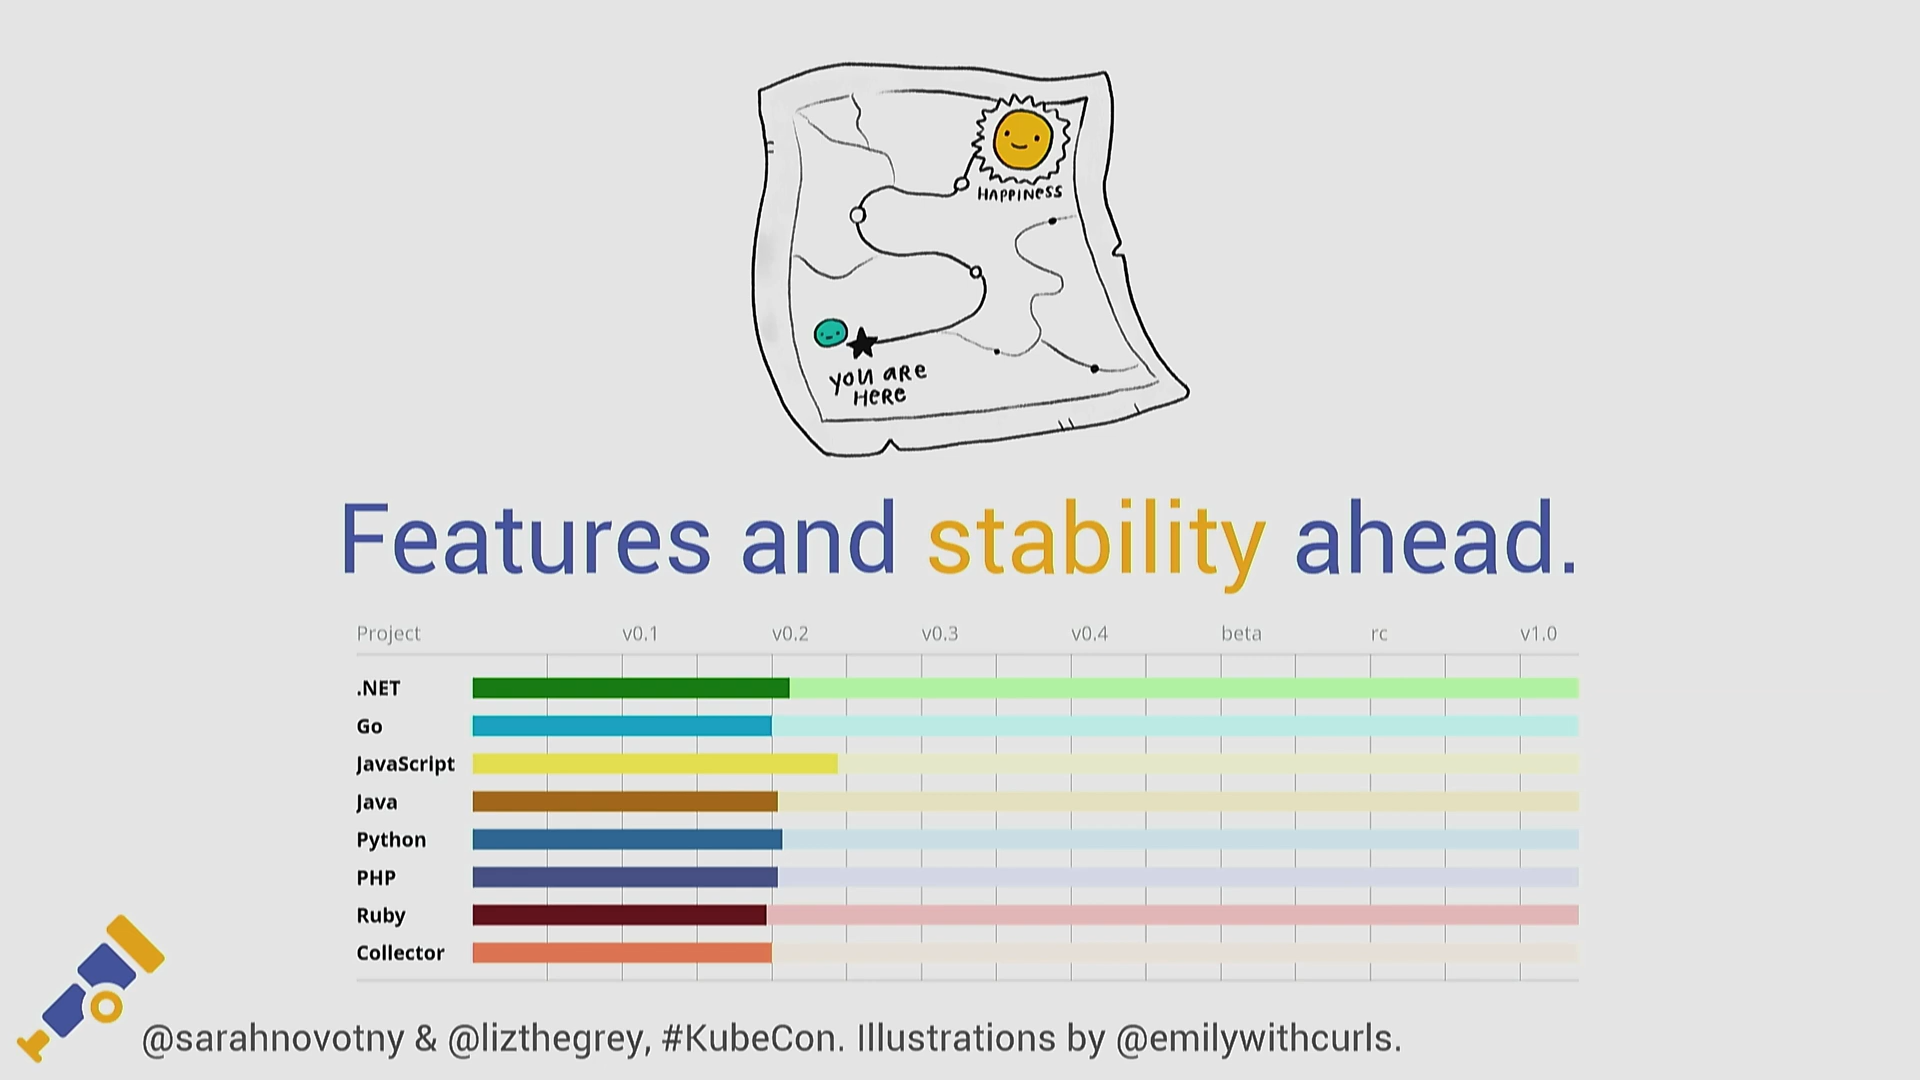 HAPPINESS
YOU ARE
HERE
Features and stability ahead.
Project v0.1 v0.2 v0.3 v0.4 beta rc v1.0
.NET
Go
JavaScript
Java
Python
PHP
Ruby
Collector
@sarahnovotny & @lizthegrey, #KubeCon. Illustrations by @emilywithcurls.